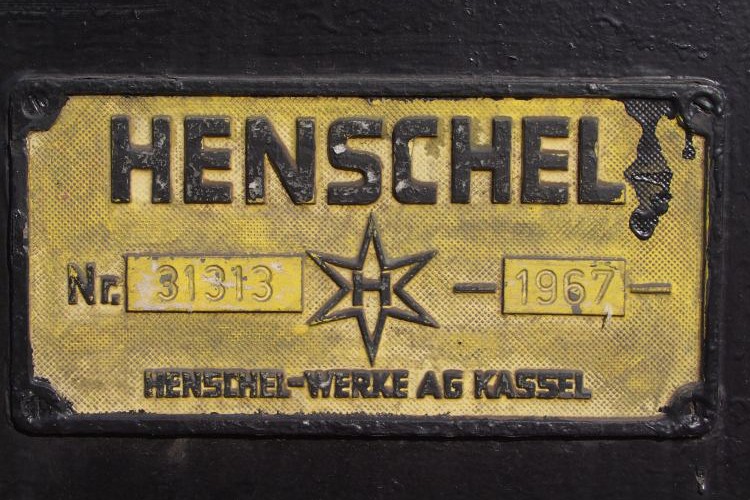 HENSCHEL
Nr. 31313 H – 1967 –
HENSCHEL-WERKE AG KASSEL